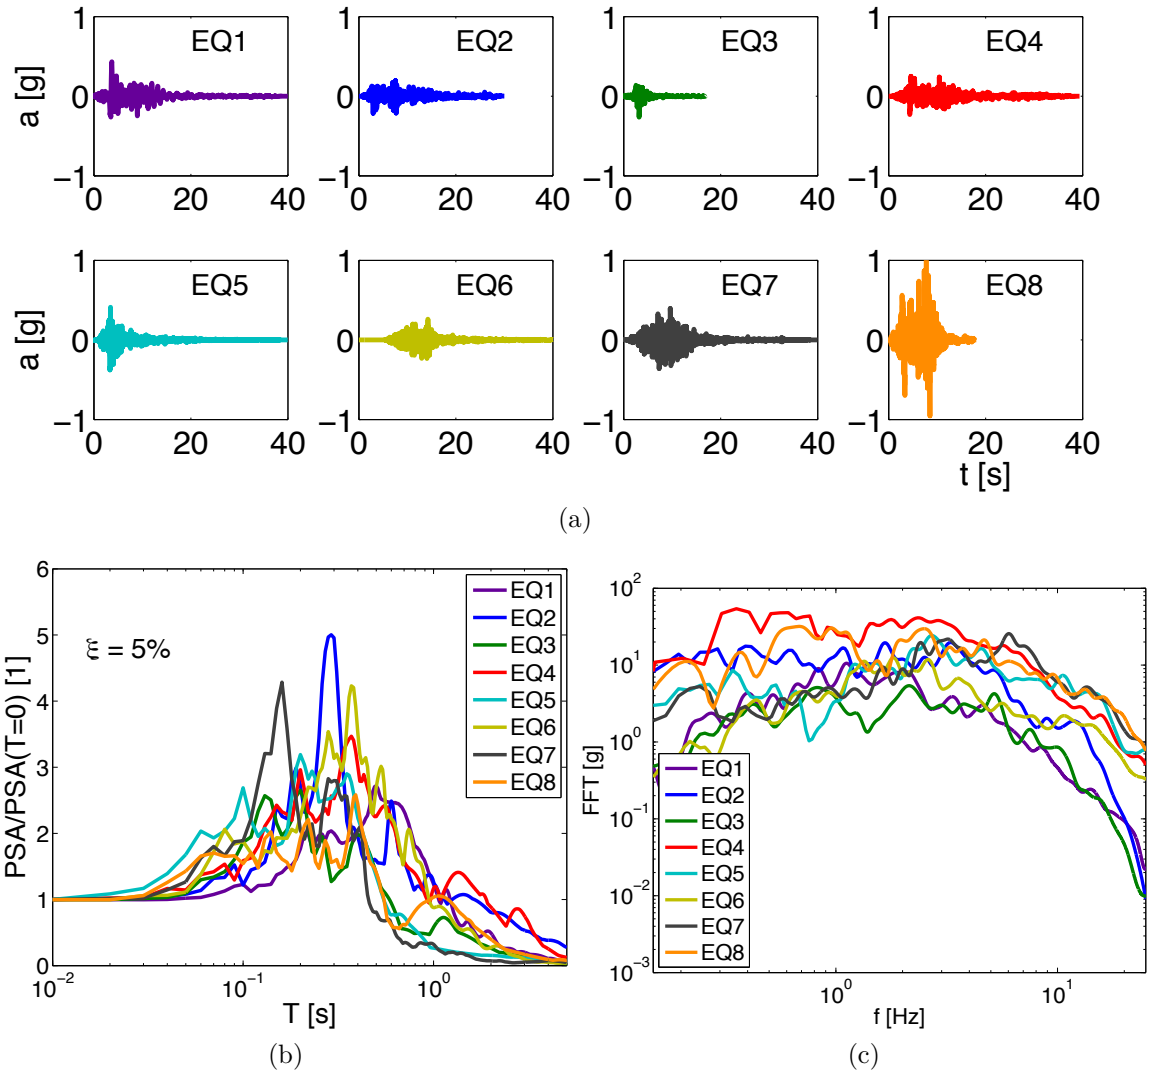 EQ1 EQ2 EQ3 EQ4
a [g]
1 1 1 1
0 0 0 0
−1 −1 −1 −1
0 20 40 0 20 40 0 20 40 0 20 40
EQ5 EQ6 EQ7 EQ8
a [g]
1 1 1 1
0 0 0 0
−1 −1 −1 −1
0 20 40 0 20 40 0 20 40 0 20 40
t [s]
(a)
PSA/PSA(T=0) [1]
6
5
4
3
2
1
0
ξ = 5%
EQ1
EQ2
EQ3
EQ4
EQ5
EQ6
EQ7
EQ8
10⁻² 10⁻¹ 10⁰
T [s]
(b)
FFT [g]
10²
10¹
10⁰
10⁻¹
10⁻²
10⁻³
EQ1
EQ2
EQ3
EQ4
EQ5
EQ6
EQ7
EQ8
10⁰ 10¹
f [Hz]
(c)